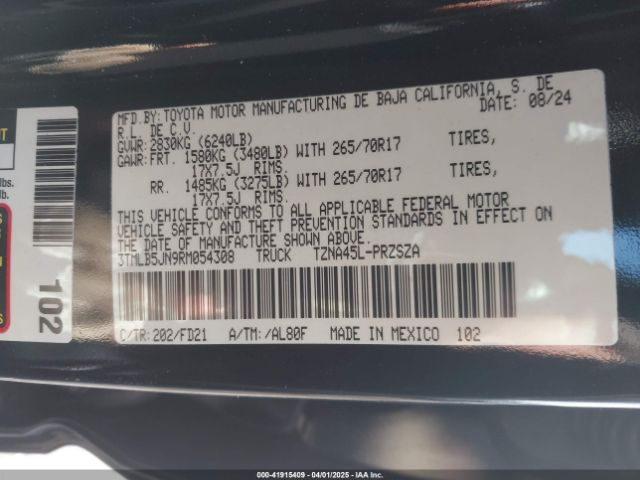 MFD.BY: TOYOTA MOTOR MANUFACTURING DE BAJA CALIFORNIA, S. DE
R.L. DE C.V. DATE: 08/24
GVWR: 2830KG (6240LB)
GAWR: FRT. 1580KG (3480LB) WITH 265/70R17 TIRES,
17X7.5J RIMS.
RR. 1485KG (3275LB) WITH 265/70R17 TIRES,
17X7.5J RIMS.
THIS VEHICLE CONFORMS TO ALL APPLICABLE FEDERAL MOTOR
VEHICLE SAFETY AND THEFT PREVENTION STANDARDS IN EFFECT ON
THE DATE OF MANUFACTURE SHOWN ABOVE.
3TMLB5JN9RM054308 TRUCK TZNA45L-PRZSZA
C/TR: 202/FD21 A/TM: /AL80F MADE IN MEXICO 102
lbs.
lb.
102
000-41915409 - 04/01/2025 - IAAI.COM